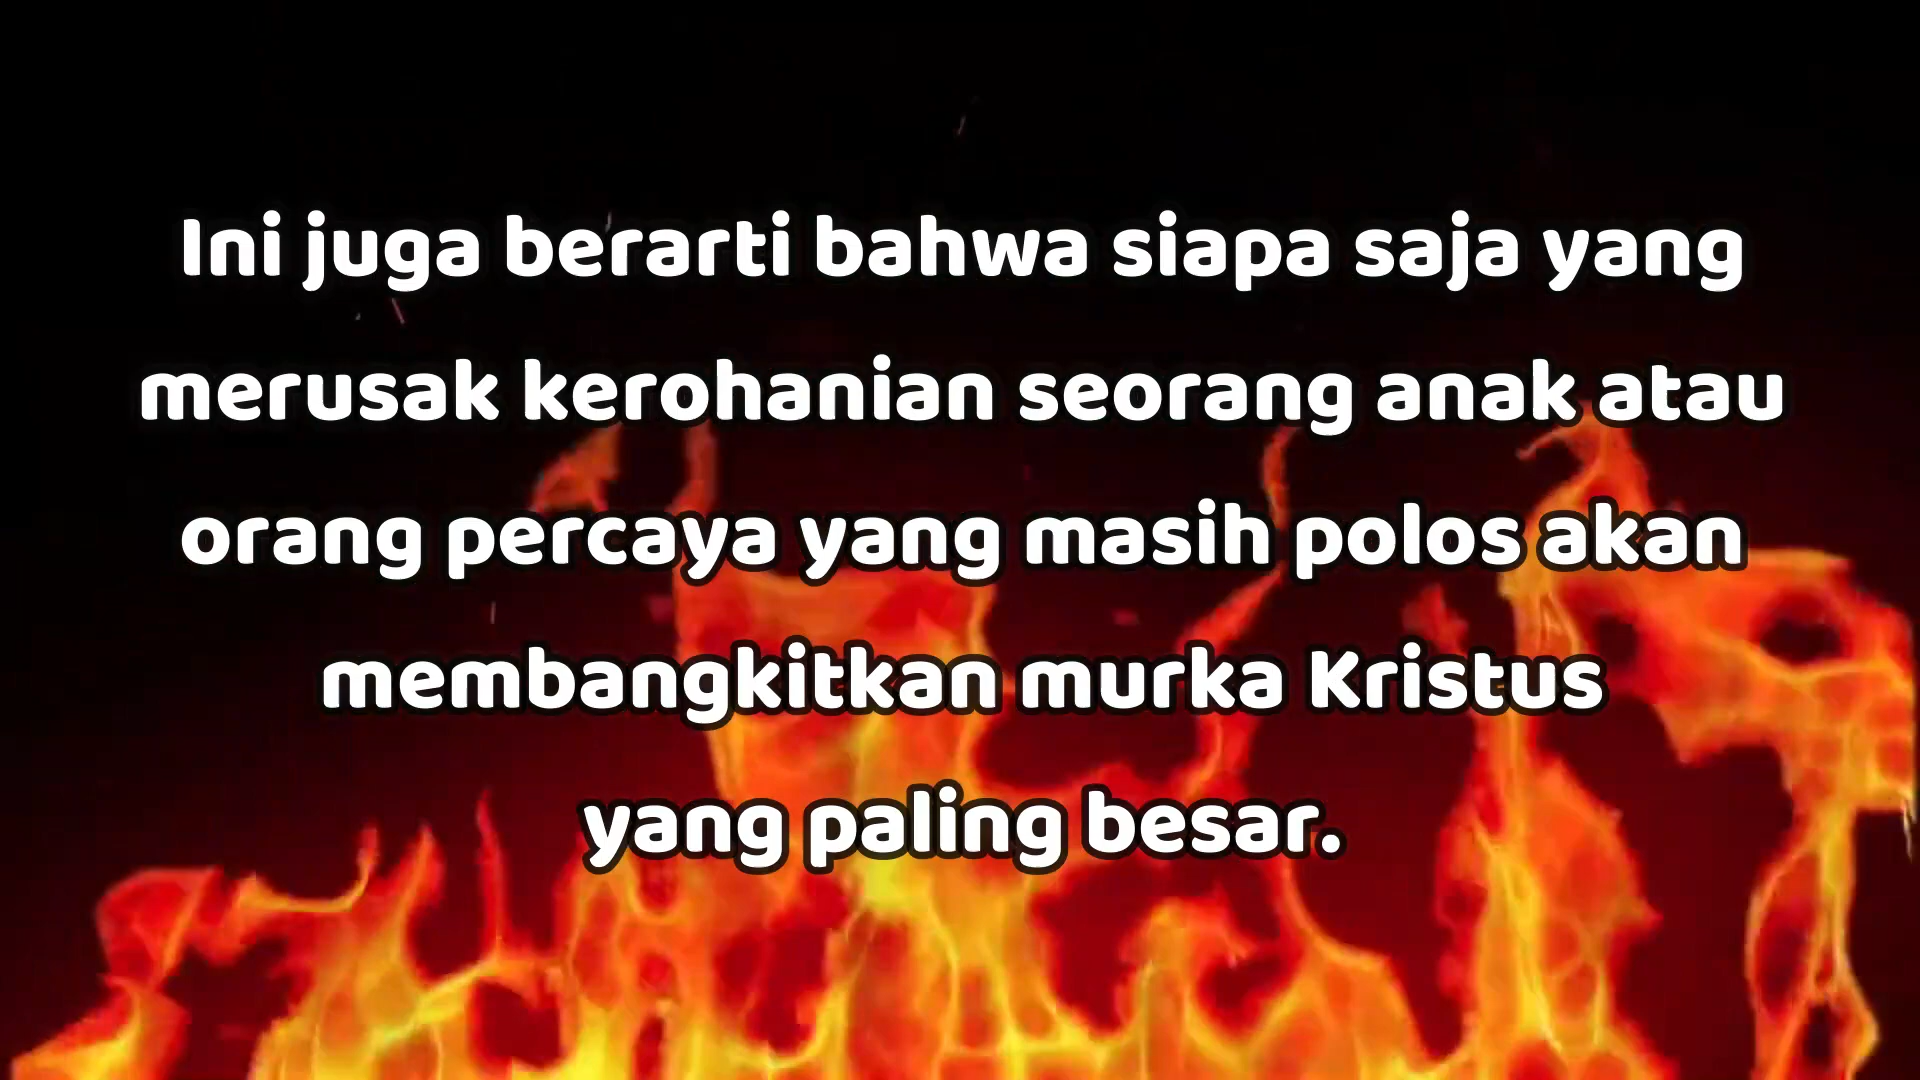 Ini juga berarti bahwa siapa saja yang
merusak kerohanian seorang anak atau
orang percaya yang masih polos akan
membangkitkan murka Kristus
yang paling besar.